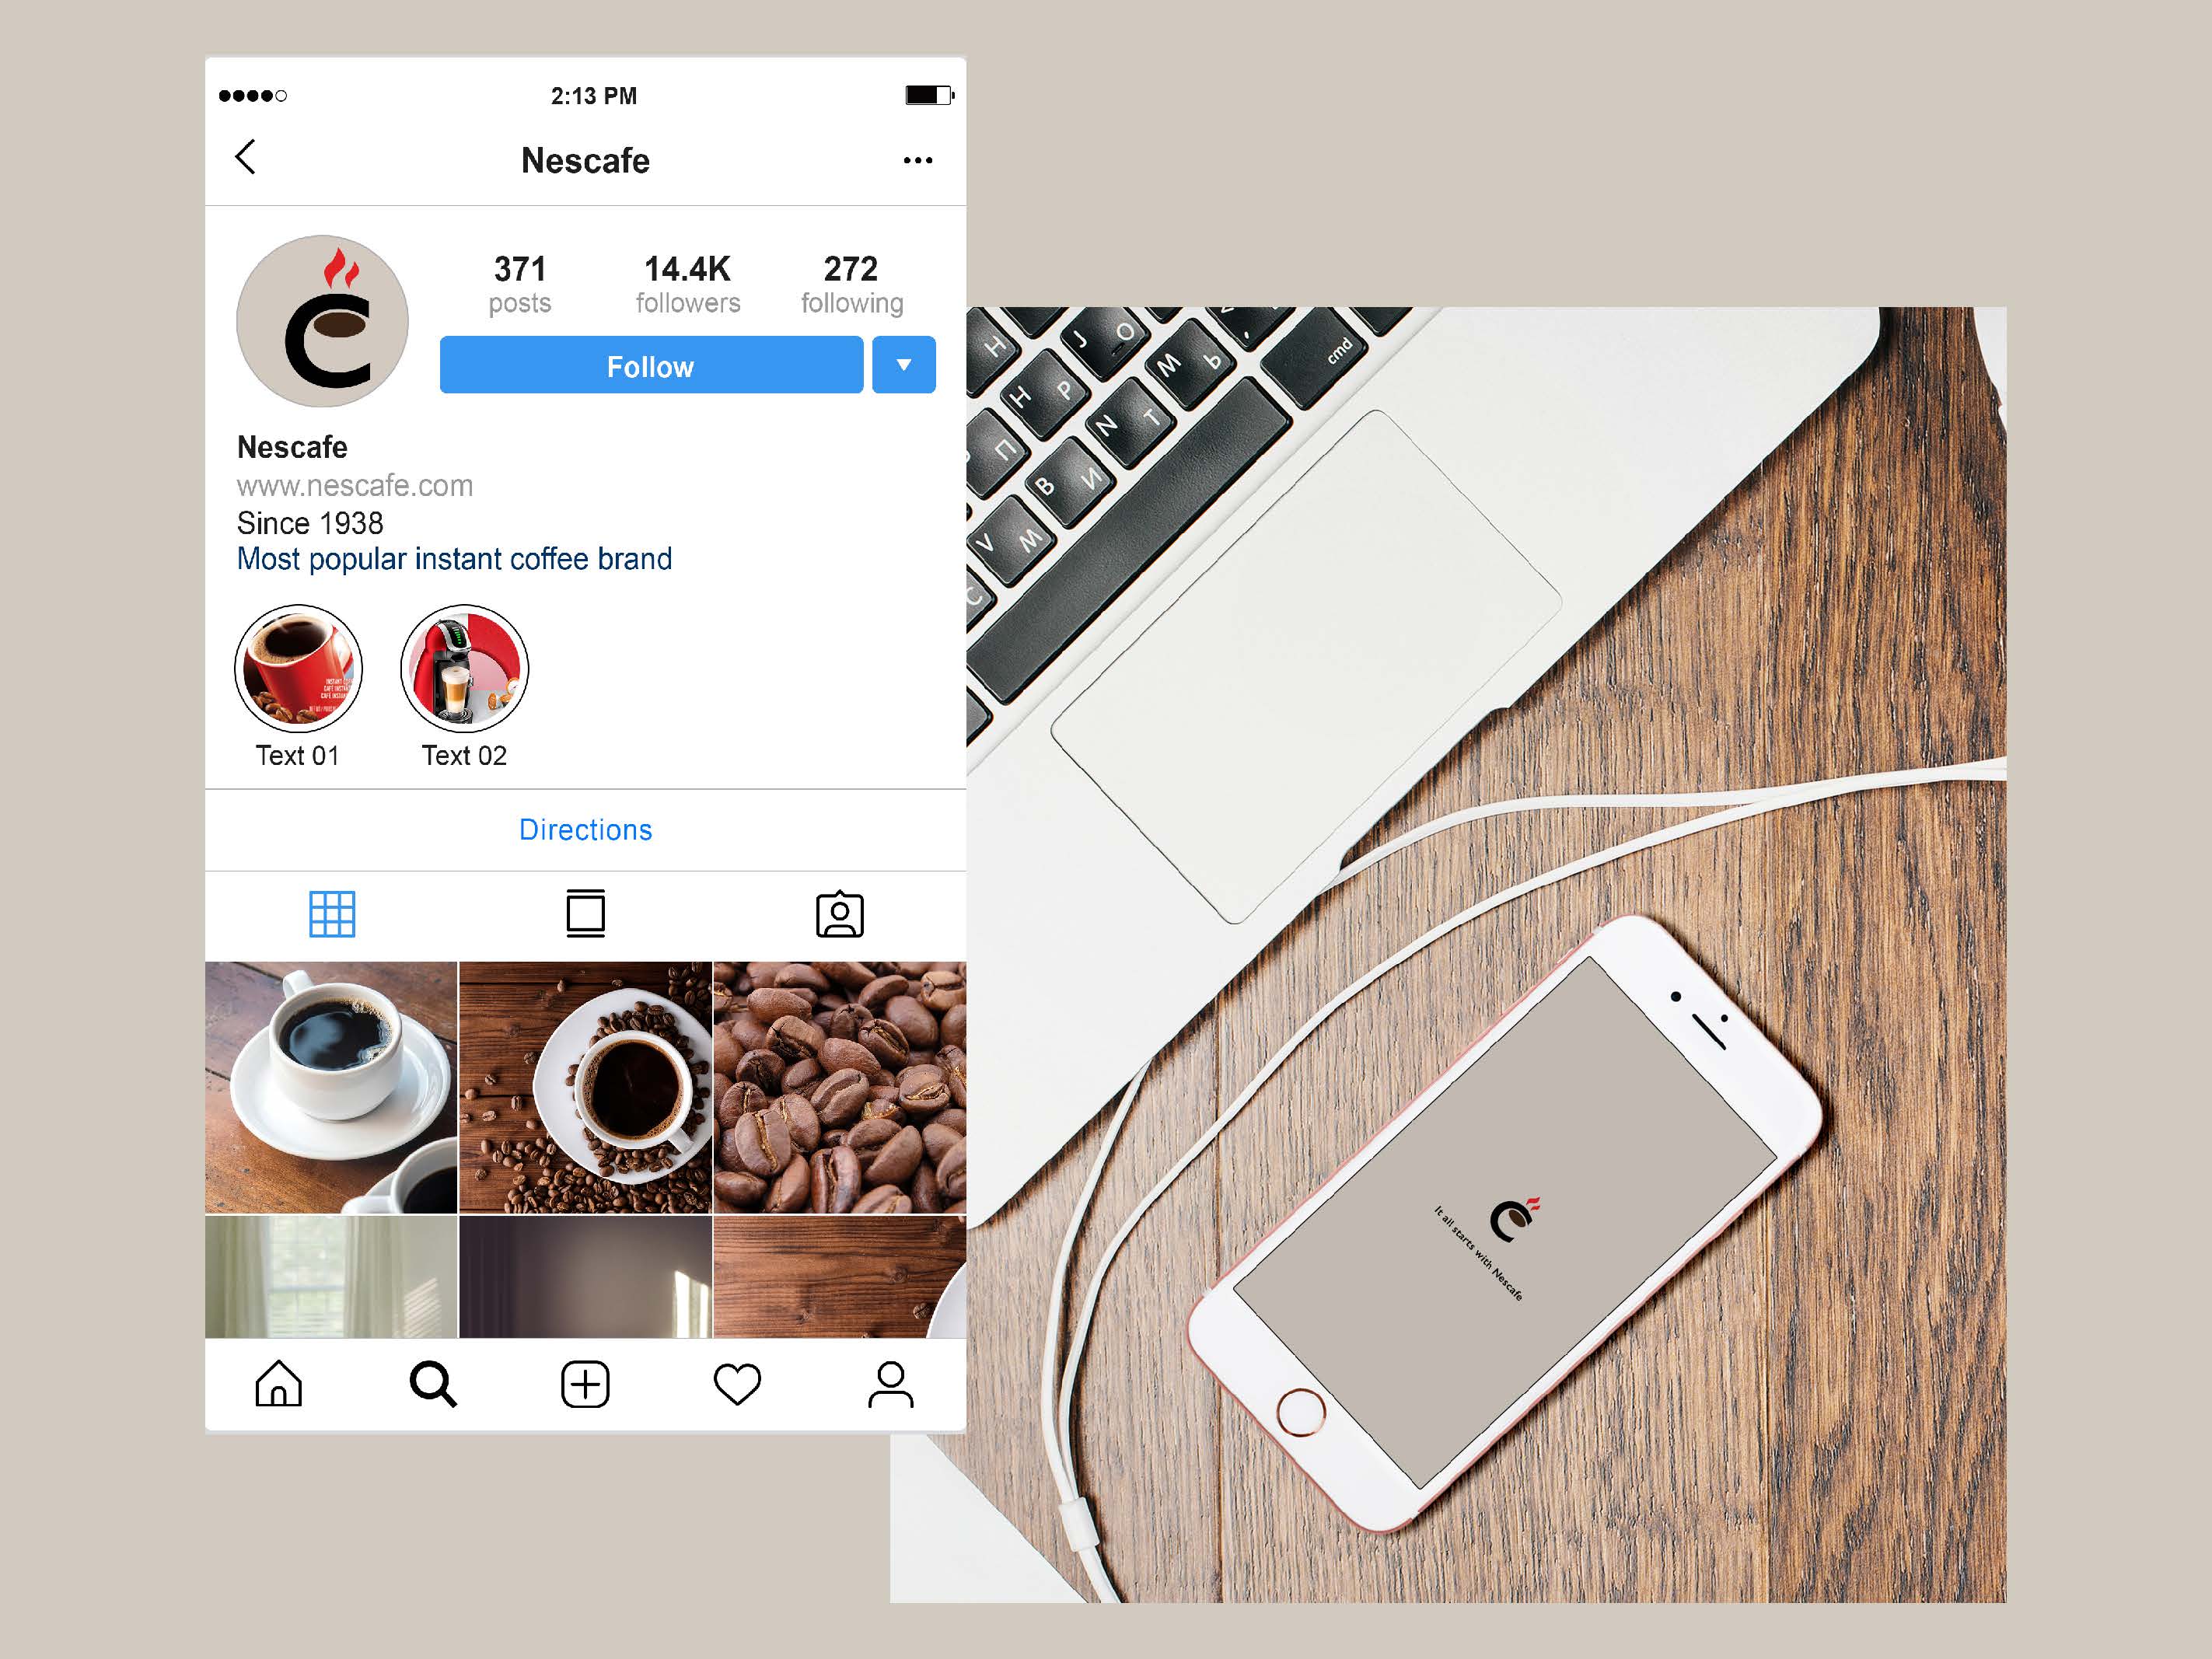 2:13 PM
Nescafe
371
14.4K
272
posts
followers
following
Follow
Nescafe
www.nescafe.com
Since 1938
Most popular instant coffee brand
Text 01
Text 02
Directions
Н
J О
M Ь
cmd
H Р
N Т
П
B И
V М
C
It all starts with Nescafe